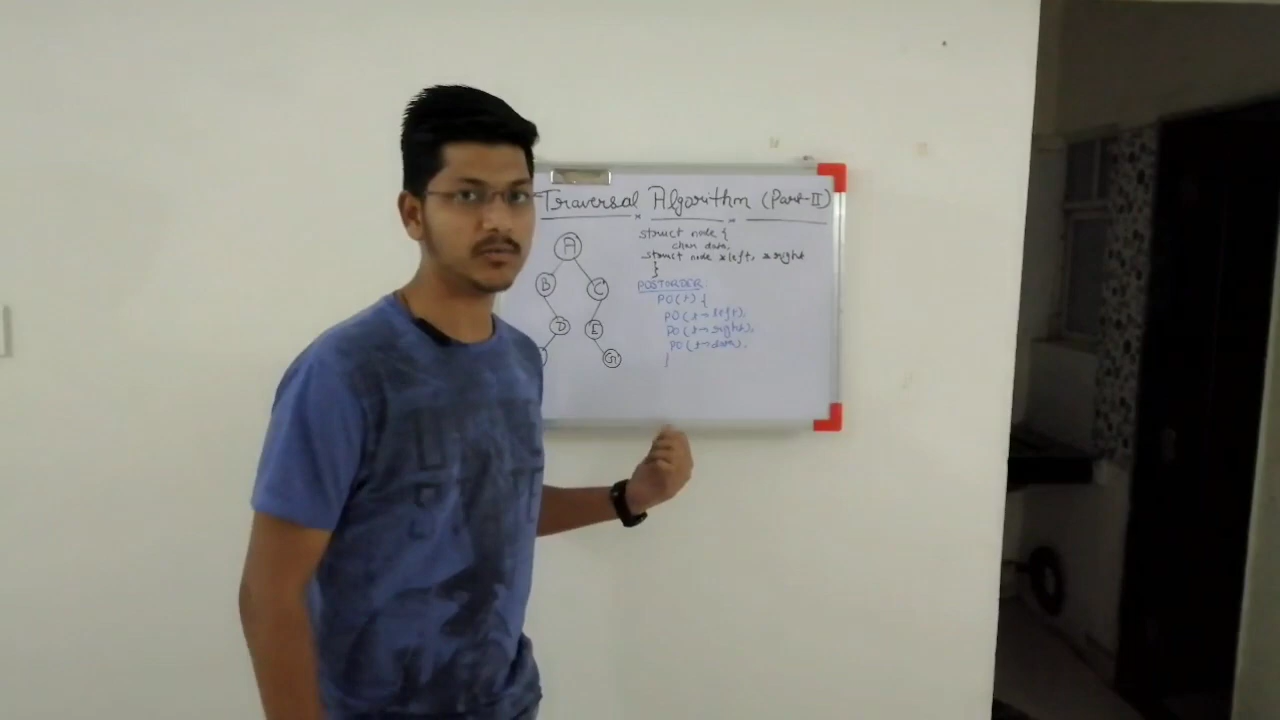 Traversal Algorithm (Part-II)
struct node {
char data;
struct node *left, *right
}
POSTORDER:
PO(t) {
PO(t→left);
PO(t→right);
PO(t→data);
}
A
B
C
D
E
G